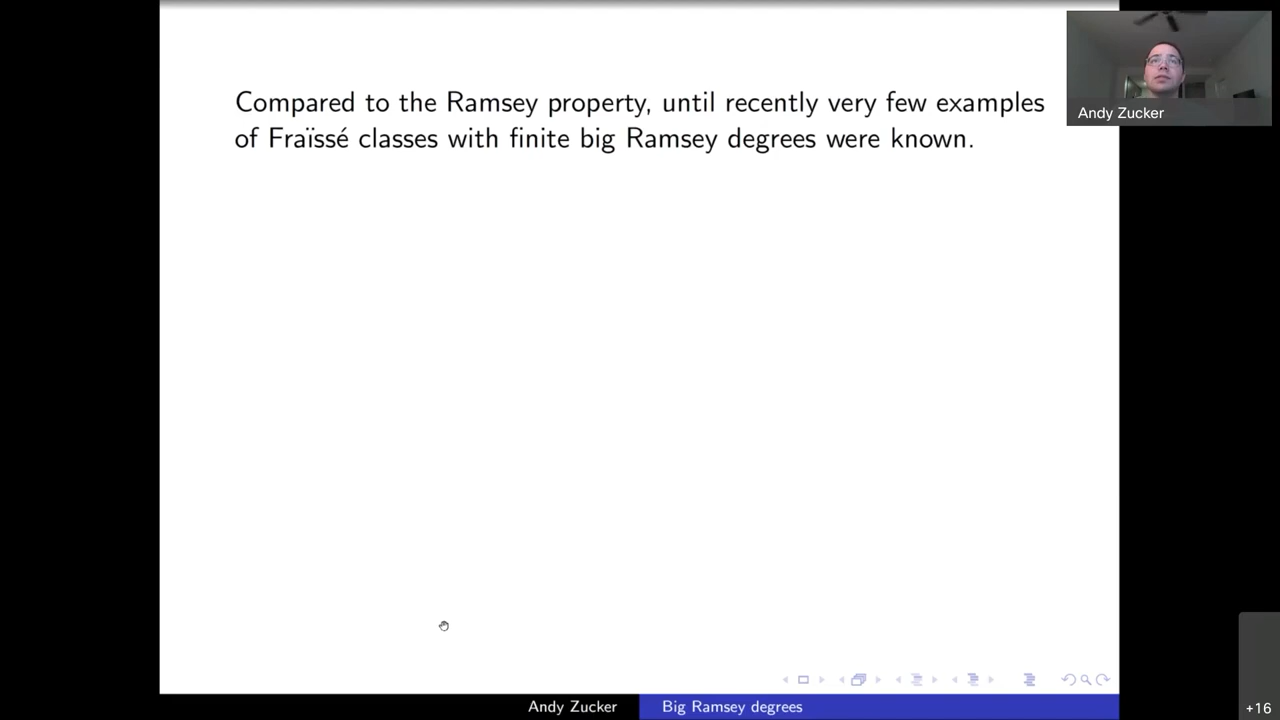 Compared to the Ramsey property, until recently very few examples
of Fraïssé classes with finite big Ramsey degrees were known.
Andy Zucker
Andy Zucker
Big Ramsey degrees
+16